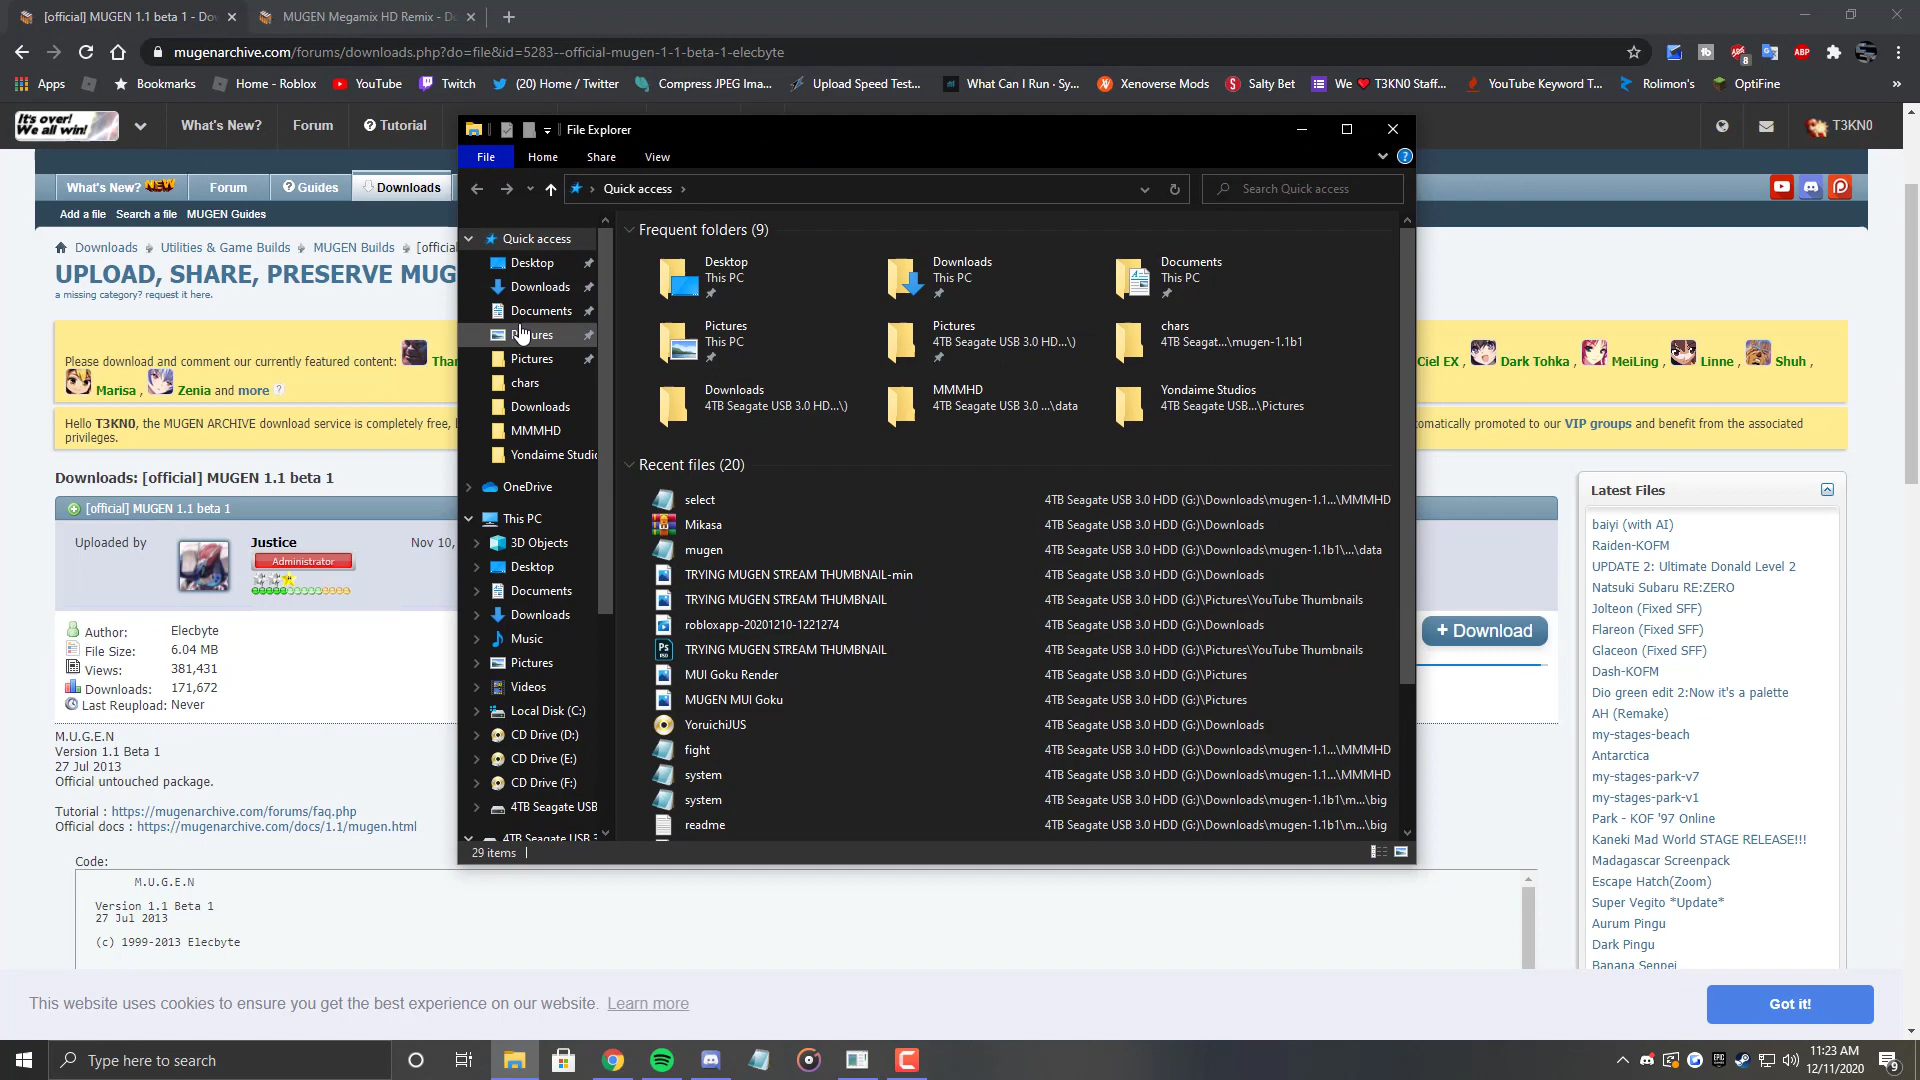 [official] MUGEN 1.1 beta 1 - Do
MUGEN Megamix HD Remix - Do
mugenarchive.com/forums/downloads.php?do=file&id=5283--official-mugen-1-1-beta-1-elecbyte
Apps
Bookmarks
Home - Roblox
YouTube
Twitch
(20) Home / Twitter
Compress JPEG Ima...
Upload Speed Test...
What Can I Run - Sy...
Xenoverse Mods
Salty Bet
We ❤ T3KN0 Staff...
YouTube Keyword T...
Rolimon's
OptiFine
It's over!
We all win!
What's New?
Forum
Tutorial
T3KN0
What's New? NEW
Forum
Guides
Downloads
Add a file
Search a file
MUGEN Guides
Downloads
Utilities & Game Builds
MUGEN Builds
[offici
UPLOAD, SHARE, PRESERVE MUG
a missing category? request it here.
Please download and comment our currently featured content:
Than
Ciel EX ,
Dark Tohka ,
MeiLing ,
Linne ,
Shuh ,
Marisa ,
Zenia and more ?
Hello T3KN0, the MUGEN ARCHIVE download service is completely free, l
omatically promoted to our VIP groups and benefit from the associated
privileges.
Downloads: [official] MUGEN 1.1 beta 1
[official] MUGEN 1.1 beta 1
Uploaded by
Justice
Administrator
Nov 10,
Author: Elecbyte
File Size: 6.04 MB
Views: 381,431
Downloads: 171,672
Last Reupload: Never
+ Download
M.U.G.E.N
Version 1.1 Beta 1
27 Jul 2013
Official untouched package.
Tutorial : https://mugenarchive.com/forums/faq.php
Official docs : https://mugenarchive.com/docs/1.1/mugen.html
Code:
M.U.G.E.N
Version 1.1 Beta 1
27 Jul 2013
(c) 1999-2013 Elecbyte
File Explorer
File
Home
Share
View
Quick access
Search Quick access
Quick access
Desktop
Downloads
Documents
Pictures
Pictures
chars
Downloads
MMMHD
Yondaime Studio
OneDrive
This PC
3D Objects
Desktop
Documents
Downloads
Music
Pictures
Videos
Local Disk (C:)
CD Drive (D:)
CD Drive (E:)
CD Drive (F:)
4TB Seagate USB
4TB Seagate USB 3
Frequent folders (9)
Desktop
This PC
Downloads
This PC
Documents
This PC
Pictures
This PC
Pictures
4TB Seagate USB 3.0 HD...\)
chars
4TB Seagat...\mugen-1.1b1
Downloads
4TB Seagate USB 3.0 HD...\)
MMMHD
4TB Seagate USB 3.0 ...\data
Yondaime Studios
4TB Seagate USB...\Pictures
Recent files (20)
select 4TB Seagate USB 3.0 HDD (G:)\Downloads\mugen-1.1...\MMMHD
Mikasa 4TB Seagate USB 3.0 HDD (G:)\Downloads
mugen 4TB Seagate USB 3.0 HDD (G:)\Downloads\mugen-1.1b1\...\data
TRYING MUGEN STREAM THUMBNAIL-min 4TB Seagate USB 3.0 HDD (G:)\Downloads
TRYING MUGEN STREAM THUMBNAIL 4TB Seagate USB 3.0 HDD (G:)\Pictures\YouTube Thumbnails
robloxapp-20201210-1221274 4TB Seagate USB 3.0 HDD (G:)\Downloads
TRYING MUGEN STREAM THUMBNAIL 4TB Seagate USB 3.0 HDD (G:)\Pictures\YouTube Thumbnails
MUI Goku Render 4TB Seagate USB 3.0 HDD (G:)\Pictures
MUGEN MUI Goku 4TB Seagate USB 3.0 HDD (G:)\Pictures
YoruichiJUS 4TB Seagate USB 3.0 HDD (G:)\Downloads
fight 4TB Seagate USB 3.0 HDD (G:)\Downloads\mugen-1.1...\MMMHD
system 4TB Seagate USB 3.0 HDD (G:)\Downloads\mugen-1.1...\MMMHD
system 4TB Seagate USB 3.0 HDD (G:)\Downloads\mugen-1.1b1\m...\big
readme 4TB Seagate USB 3.0 HDD (G:)\Downloads\mugen-1.1b1\m...\big
29 items
Latest Files
baiyi (with AI)
Raiden-KOFM
UPDATE 2: Ultimate Donald Level 2
Natsuki Subaru RE:ZERO
Jolteon (Fixed SFF)
Flareon (Fixed SFF)
Glaceon (Fixed SFF)
Dash-KOFM
Dio green edit 2:Now it's a palette
AH (Remake)
my-stages-beach
Antarctica
my-stages-park-v7
my-stages-park-v1
Park - KOF '97 Online
Kaneki Mad World STAGE RELEASE!!!
Madagascar Screenpack
Escape Hatch(Zoom)
Super Vegito *Update*
Aurum Pingu
Dark Pingu
Banana Senpei
This website uses cookies to ensure you get the best experience on our website. Learn more
Got it!
Type here to search
11:23 AM
12/11/2020
9